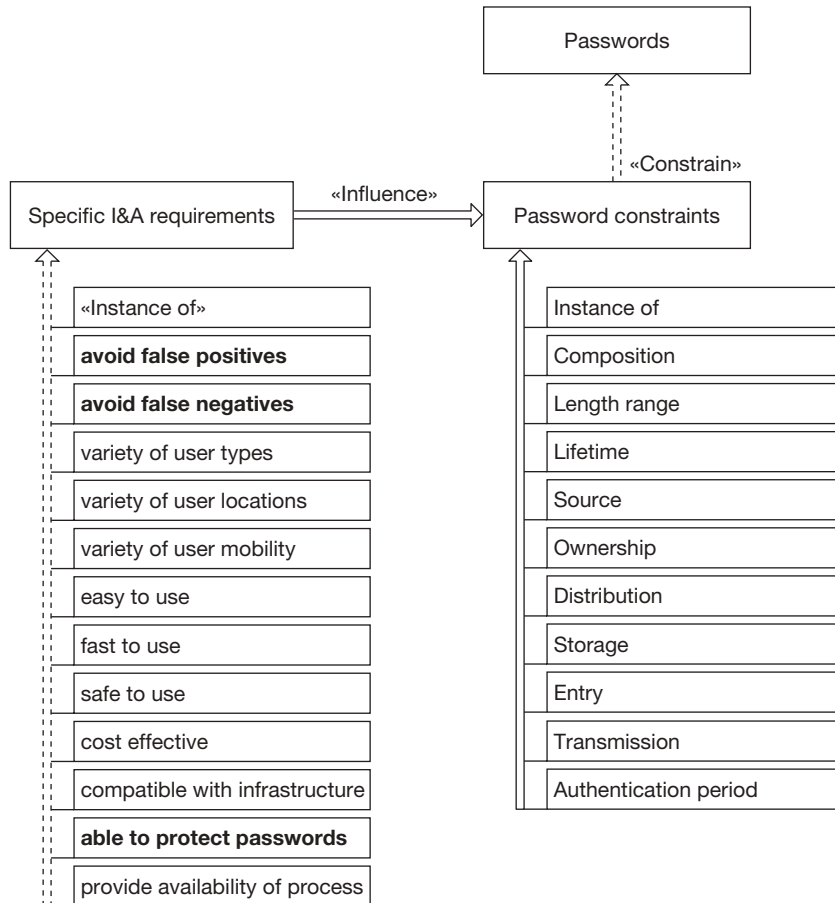 Passwords
«Constrain»
«Influence»
Specific I&A requirements
Password constraints
«Instance of»
avoid false positives
avoid false negatives
variety of user types
variety of user locations
variety of user mobility
easy to use
fast to use
safe to use
cost effective
compatible with infrastructure
able to protect passwords
provide availability of process
Instance of
Composition
Length range
Lifetime
Source
Ownership
Distribution
Storage
Entry
Transmission
Authentication period